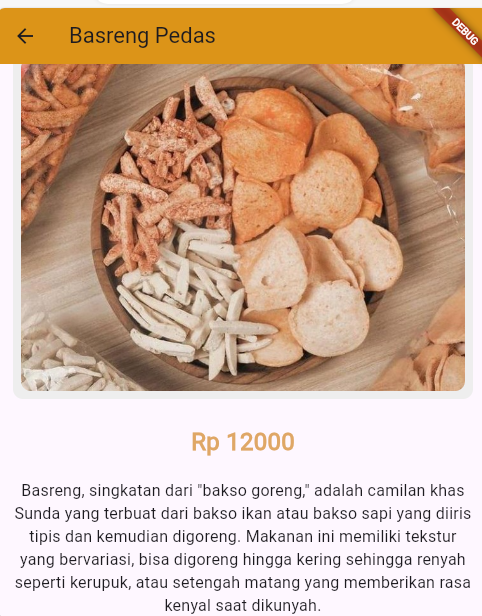 Basreng Pedas
DEBUG
Rp 12000
Basreng, singkatan dari "bakso goreng," adalah camilan khas
Sunda yang terbuat dari bakso ikan atau bakso sapi yang diiris
tipis dan kemudian digoreng. Makanan ini memiliki tekstur
yang bervariasi, bisa digoreng hingga kering sehingga renyah
seperti kerupuk, atau setengah matang yang memberikan rasa
kenyal saat dikunyah.